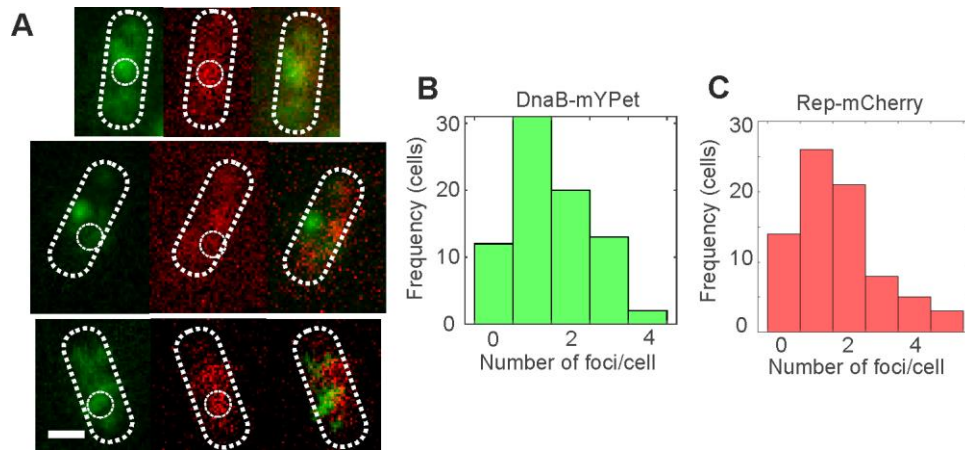 A
B
DnaB-mYPet
Frequency (cells)
30
20
10
0
0 2 4
Number of foci/cell
C
Rep-mCherry
Frequency (cells)
30
20
10
0
0 2 4
Number of foci/cell